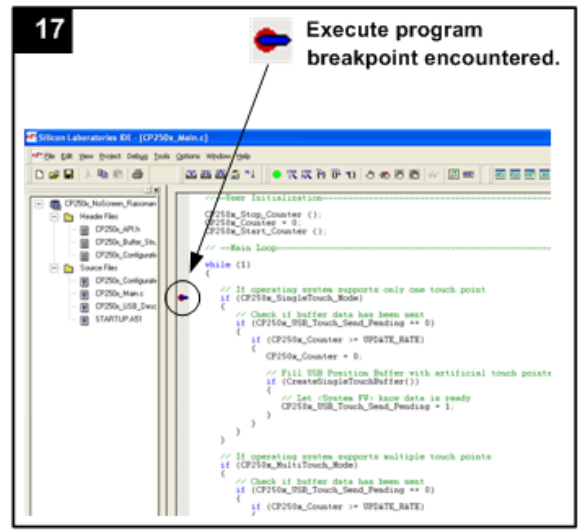 17
Execute program
breakpoint encountered.
Silicon Laboratories IDE - [CP250x_Main.c]
File Edit View Project Debug Tools Options Window Help
CP250x_NoScreen_Raxonan
Header Files
CP250x_API.h
CP250x_Buffer_Stru
CP250x_Configurati
Source Files
CP250x_Configurati
CP250x_Main.c
CP250x_USB_Desc
STARTUP.A51
// --User Initialization
CP250x_Stop_Counter ();
CP250x_Counter = 0;
CP250x_Start_Counter ();
// --Main Loop
while (1)
{
// If operating system supports only one touch point
if (CP250x_SingleTouch_Mode)
{
// Check if buffer data has been sent
if (CP250x_USB_Touch_Send_Pending == 0)
{
if (CP250x_Counter >= UPDATE_RATE)
{
CP250x_Counter = 0;
// Fill USB Position Buffer with artificial touch points
if (CreateSingleTouchBuffer())
{
// Let <System FW> know data is ready
CP250x_USB_Touch_Send_Pending = 1;
}
}
}
}
// If operating system supports multiple touch points
if (CP250x_MultiTouch_Mode)
{
// Check if buffer data has been sent
if (CP250x_USB_Touch_Send_Pending == 0)
{
if (CP250x_Counter >= UPDATE_RATE)
{